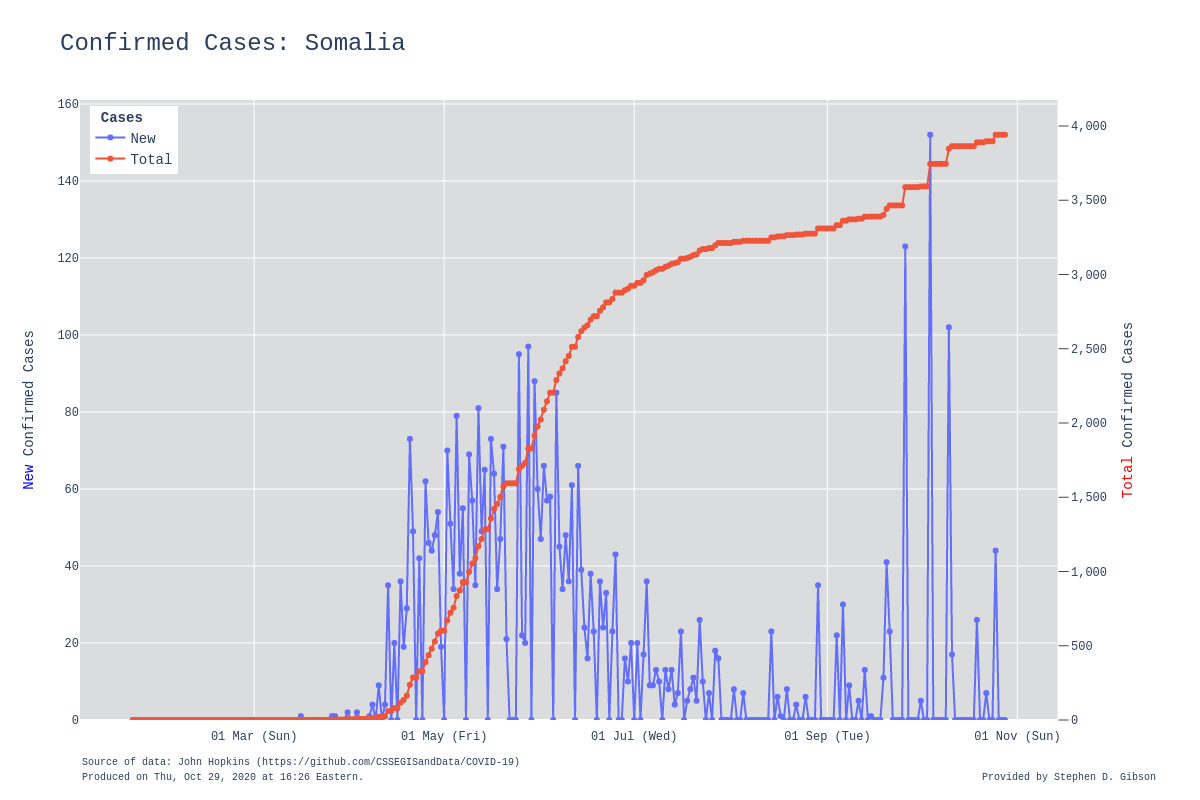 Confirmed Cases: Somalia
Cases
New
Total
160
140
120
100
80
60
40
20
0
4,000
3,500
3,000
2,500
2,000
1,500
1,000
500
0
New Confirmed Cases
Total Confirmed Cases
01 Mar (Sun)
01 May (Fri)
01 Jul (Wed)
01 Sep (Tue)
01 Nov (Sun)
Source of data: John Hopkins (https://github.com/CSSEGISandData/COVID-19)
Produced on Thu, Oct 29, 2020 at 16:26 Eastern.
Provided by Stephen D. Gibson